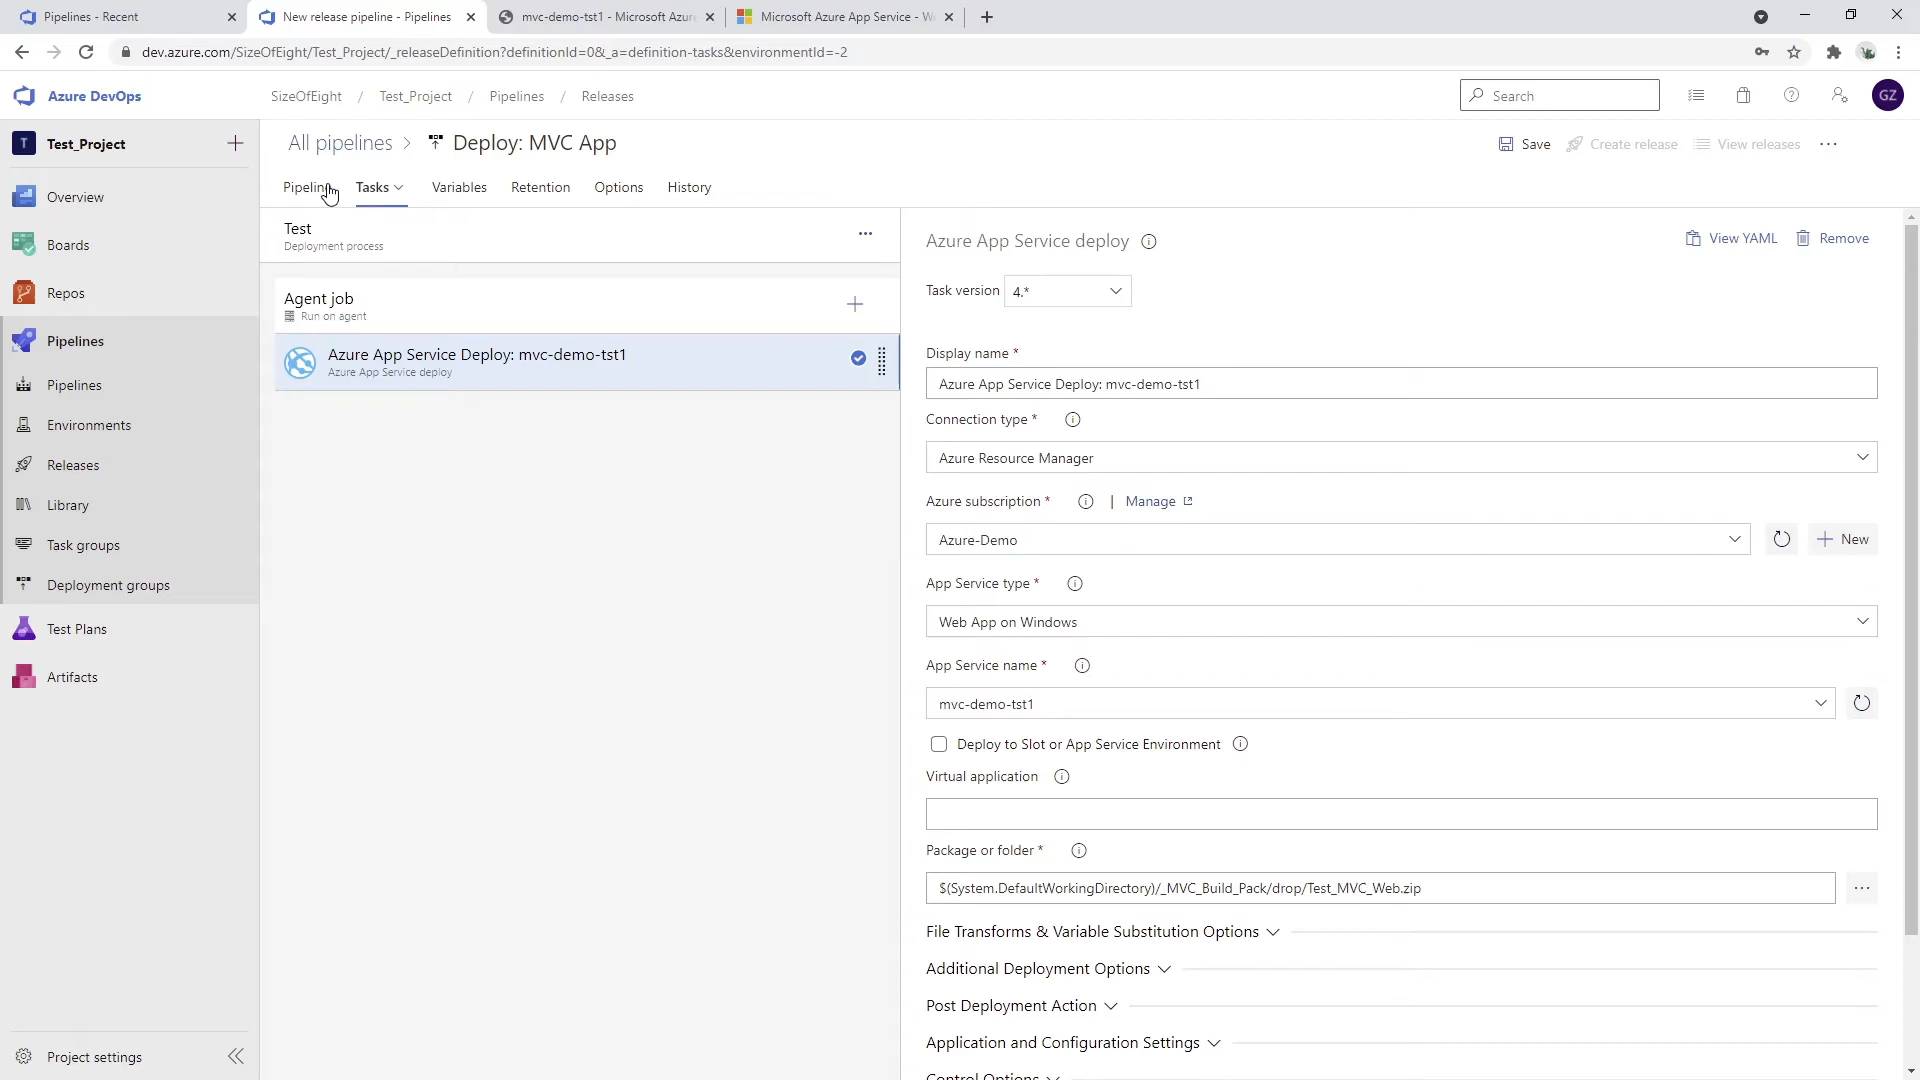 Pipelines - Recent
New release pipeline - Pipelines
mvc-demo-tst1 - Microsoft Azure
Microsoft Azure App Service - W
dev.azure.com/SizeOfEight/Test_Project/_releaseDefinition?definitionId=0&_a=definition-tasks&environmentId=-2
Azure DevOps
SizeOfEight / Test_Project / Pipelines / Releases
Search
GZ
T Test_Project
All pipelines > Deploy: MVC App
Save
Create release
View releases
Pipeline Tasks Variables Retention Options History
Overview
Boards
Repos
Pipelines
Pipelines
Environments
Releases
Library
Task groups
Deployment groups
Test Plans
Artifacts
Project settings
Test
Deployment process
Agent job
Run on agent
Azure App Service Deploy: mvc-demo-tst1
Azure App Service deploy
Azure App Service deploy
View YAML
Remove
Task version 4.*
Display name *
Azure App Service Deploy: mvc-demo-tst1
Connection type *
Azure Resource Manager
Azure subscription * | Manage
Azure-Demo
New
App Service type *
Web App on Windows
App Service name *
mvc-demo-tst1
Deploy to Slot or App Service Environment
Virtual application
Package or folder *
$(System.DefaultWorkingDirectory)/_MVC_Build_Pack/drop/Test_MVC_Web.zip
File Transforms & Variable Substitution Options
Additional Deployment Options
Post Deployment Action
Application and Configuration Settings
Control Options